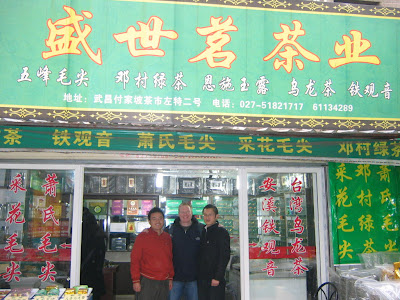 盛世茗茶业
五峰毛尖 邓村绿茶 恩施玉露 乌龙茶 铁观音
地址：武昌付家坡茶市左特二号 电话：027-51821717 61134289
茶 铁观音 萧氏毛尖 采花毛尖 邓村绿茶
采花毛尖
萧氏毛尖
安溪铁观音
台湾乌龙茶
采花毛尖
邓村绿茶
萧氏毛尖